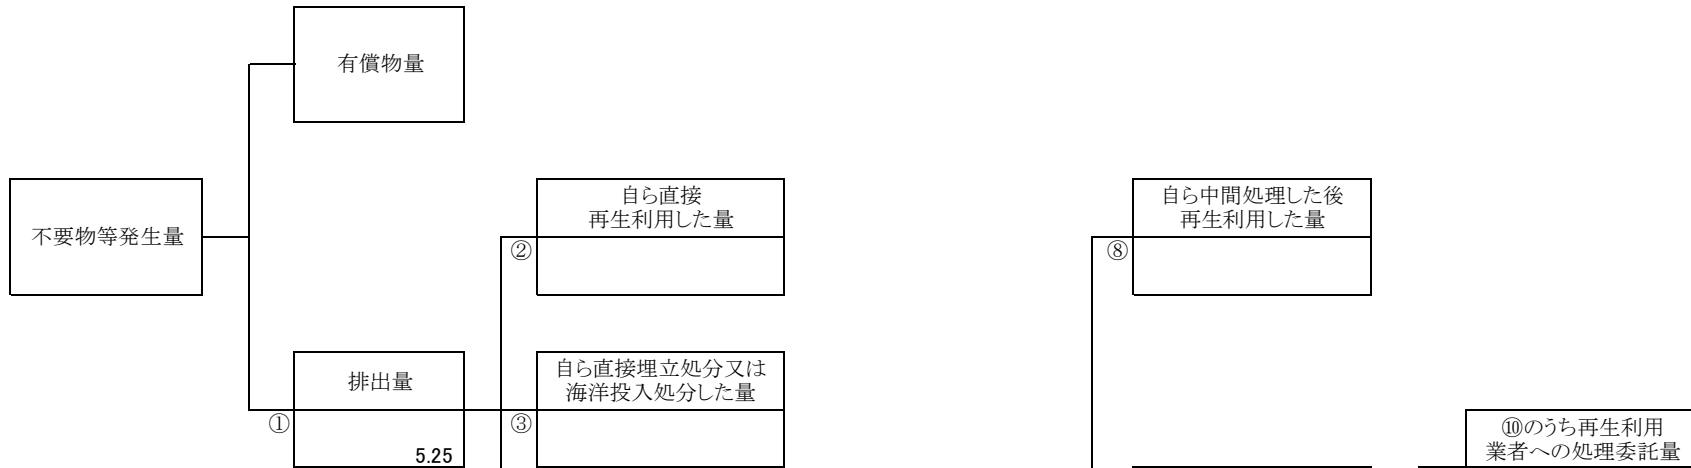 有償物量
不要物等発生量
自ら直接
再生利用した量
②
自ら中間処理した後
再生利用した量
⑧
排出量
①
5.25
自ら直接埋立処分又は
海洋投入処分した量
③
⑩のうち再生利用
業者への処理委託量